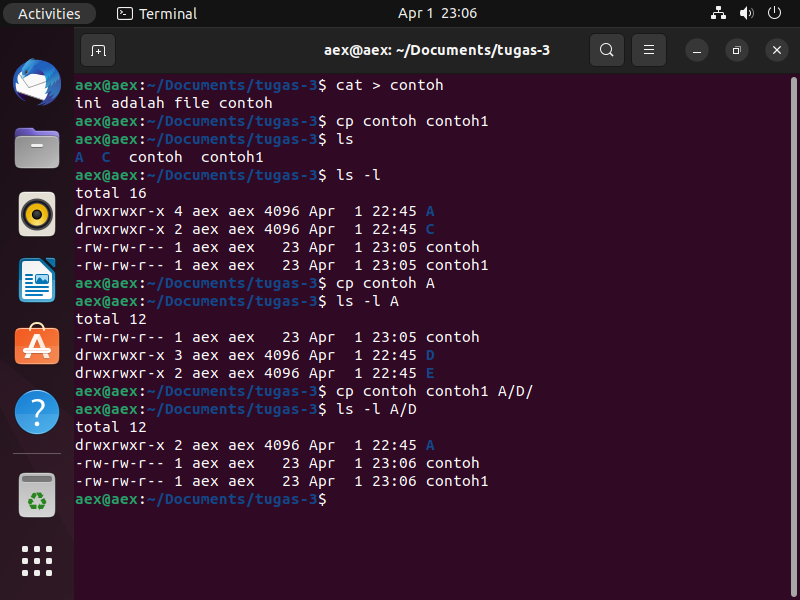 Activities Terminal Apr 1 23:06
aex@aex: ~/Documents/tugas-3
aex@aex:~/Documents/tugas-3$ cat > contoh
ini adalah file contoh
aex@aex:~/Documents/tugas-3$ cp contoh contoh1
aex@aex:~/Documents/tugas-3$ ls
A  C  contoh  contoh1
aex@aex:~/Documents/tugas-3$ ls -l
total 16
drwxrwxr-x 4 aex aex 4096 Apr  1 22:45 A
drwxrwxr-x 2 aex aex 4096 Apr  1 22:45 C
-rw-rw-r-- 1 aex aex   23 Apr  1 23:05 contoh
-rw-rw-r-- 1 aex aex   23 Apr  1 23:05 contoh1
aex@aex:~/Documents/tugas-3$ cp contoh A
aex@aex:~/Documents/tugas-3$ ls -l A
total 12
-rw-rw-r-- 1 aex aex   23 Apr  1 23:05 contoh
drwxrwxr-x 3 aex aex 4096 Apr  1 22:45 D
drwxrwxr-x 2 aex aex 4096 Apr  1 22:45 E
aex@aex:~/Documents/tugas-3$ cp contoh contoh1 A/D/
aex@aex:~/Documents/tugas-3$ ls -l A/D
total 12
drwxrwxr-x 2 aex aex 4096 Apr  1 22:45 A
-rw-rw-r-- 1 aex aex   23 Apr  1 23:06 contoh
-rw-rw-r-- 1 aex aex   23 Apr  1 23:06 contoh1
aex@aex:~/Documents/tugas-3$